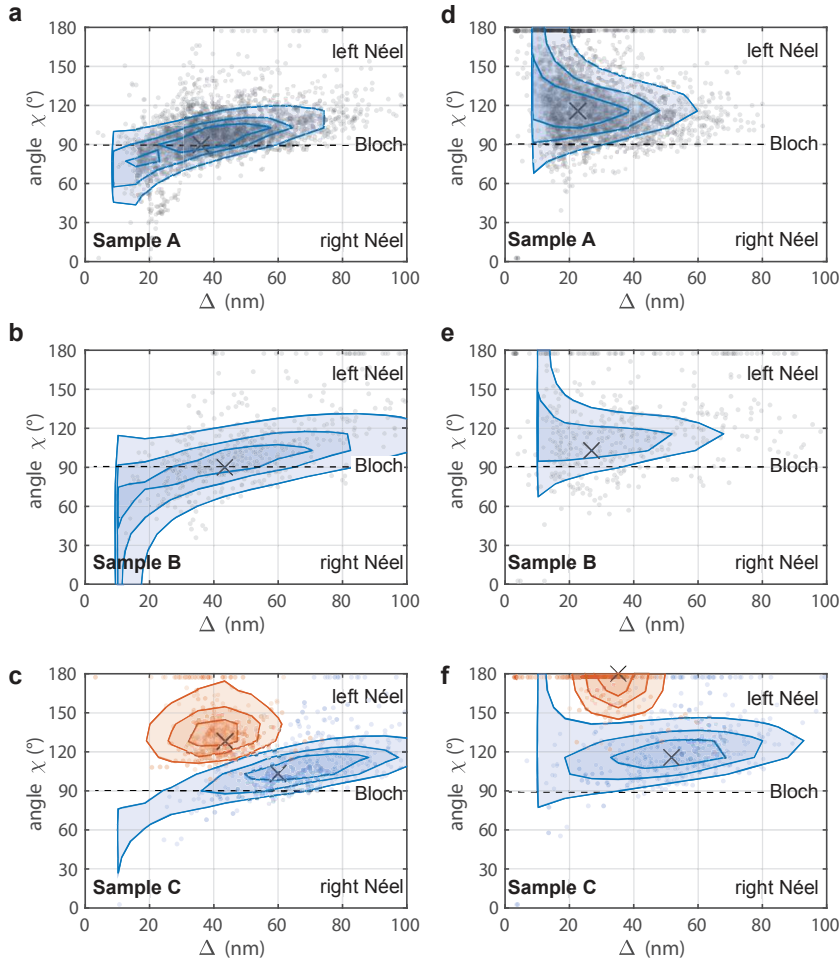 a
180
150
120
90
60
30
0
angle χ (°)
left Néel
Bloch
Sample A
right Néel
0 20 40 60 80 100
Δ (nm)
d
180
150
120
90
60
30
0
angle χ (°)
left Néel
Bloch
Sample A
right Néel
0 20 40 60 80 100
Δ (nm)
b
180
150
120
90
60
30
0
angle χ (°)
left Néel
Bloch
Sample B
right Néel
0 20 40 60 80 100
Δ (nm)
e
180
150
120
90
60
30
0
angle χ (°)
left Néel
Bloch
Sample B
right Néel
0 20 40 60 80 100
Δ (nm)
c
180
150
120
90
60
30
0
angle χ (°)
left Néel
Bloch
Sample C
right Néel
0 20 40 60 80 100
Δ (nm)
f
180
150
120
90
60
30
0
angle χ (°)
left Néel
Bloch
Sample C
right Néel
0 20 40 60 80 100
Δ (nm)